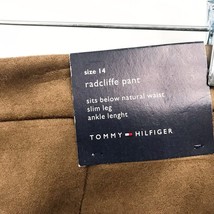 size 14
radcliffe pant
sits below natural waist
slim leg
ankle lenght
TOMMY HILFIGER